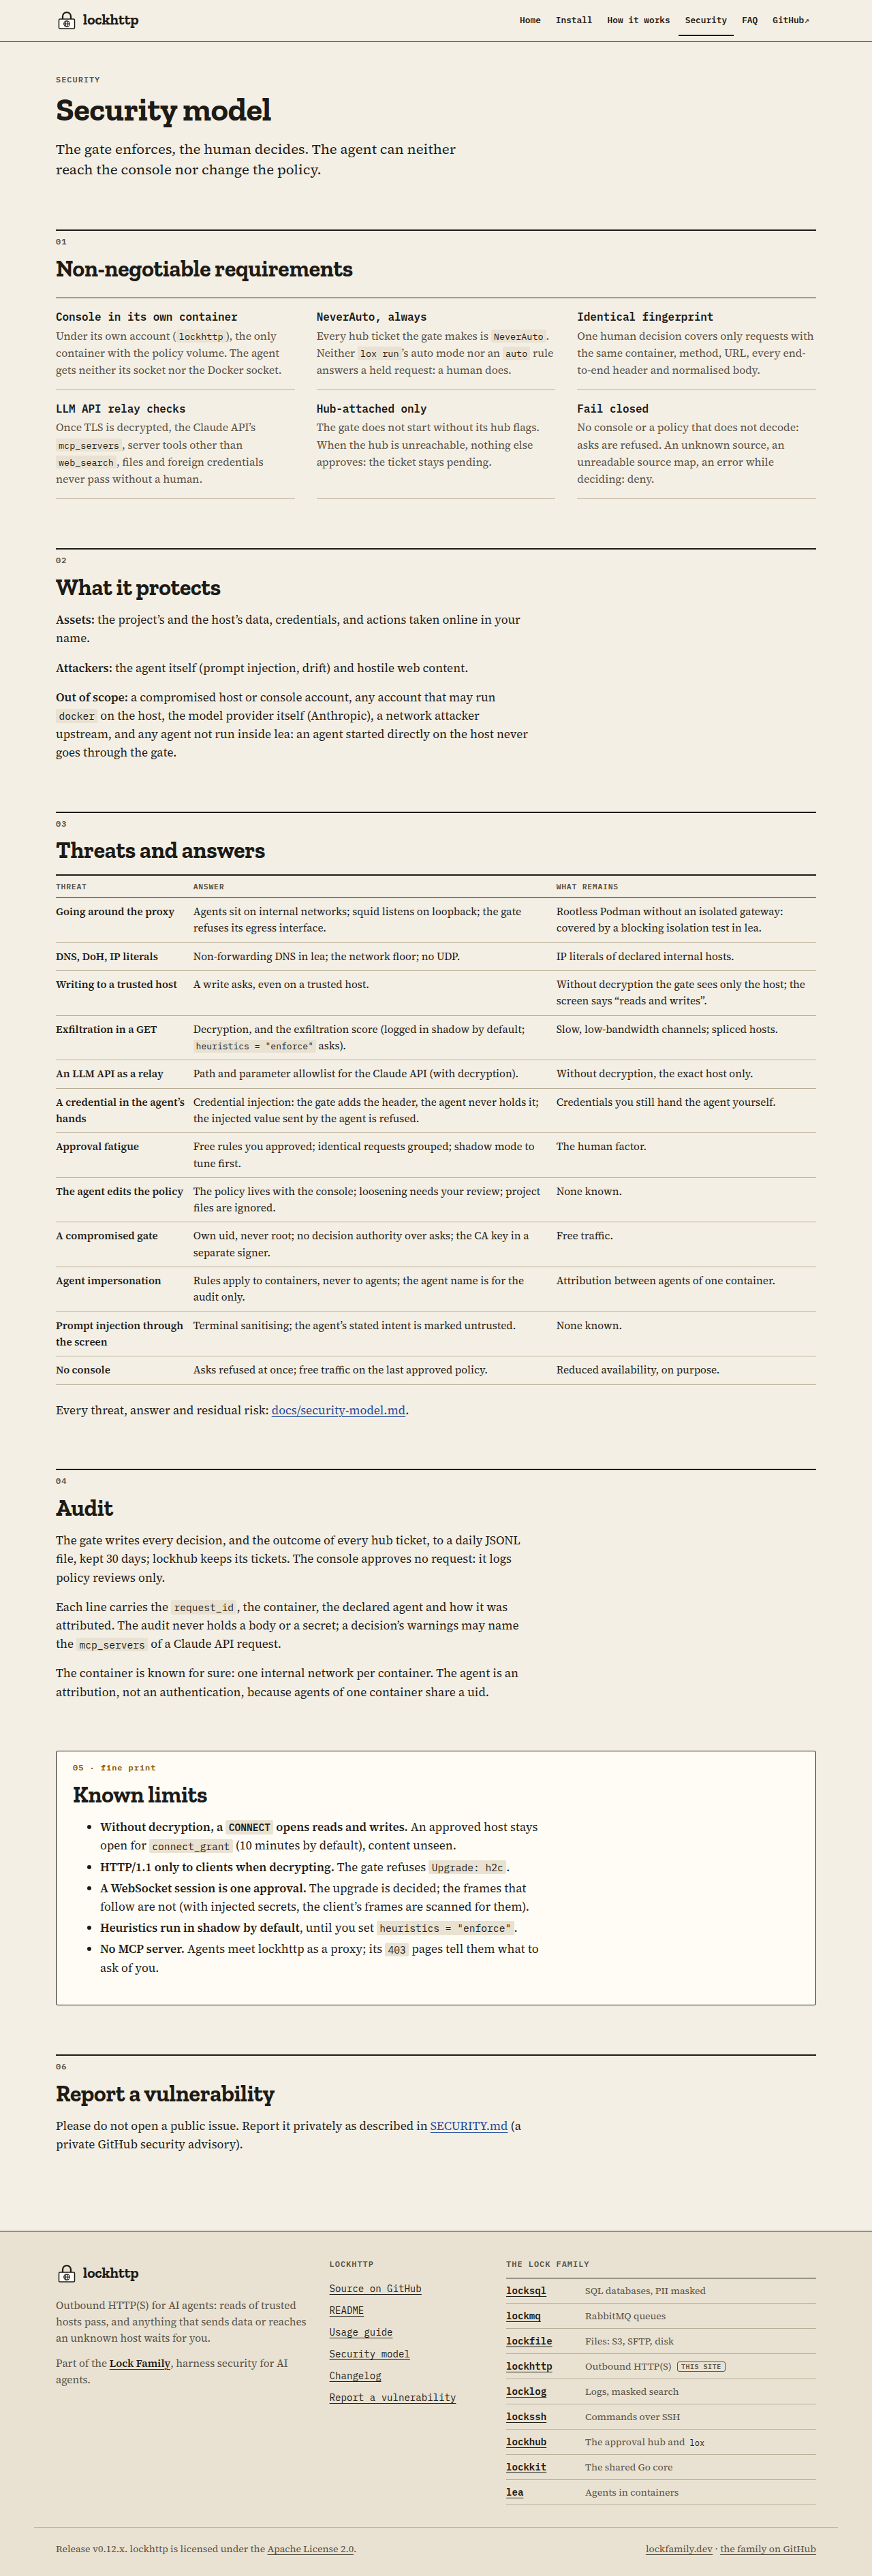 lockhttp
Home Install How it works Security FAQ GitHub↗
SECURITY
Security model
The gate enforces, the human decides. The agent can neither
reach the console nor change the policy.
01
Non-negotiable requirements
Console in its own container
Under its own account (lockhttp), the only
container with the policy volume. The agent
gets neither its socket nor the Docker socket.
NeverAuto, always
Every hub ticket the gate makes is NeverAuto.
Neither lox run's auto mode nor an auto rule
answers a held request: a human does.
Identical fingerprint
One human decision covers only requests with
the same container, method, URL, every end-
to-end header and normalised body.
LLM API relay checks
Once TLS is decrypted, the Claude API’s
mcp_servers, server tools other than
web_search, files and foreign credentials
never pass without a human.
Hub-attached only
The gate does not start without its hub flags.
When the hub is unreachable, nothing else
approves: the ticket stays pending.
Fail closed
No console or a policy that does not decode:
asks are refused. An unknown source, an
unreadable source map, an error while
deciding: deny.
02
What it protects
Assets: the project’s and the host’s data, credentials, and actions taken online in your
name.
Attackers: the agent itself (prompt injection, drift) and hostile web content.
Out of scope: a compromised host or console account, any account that may run
docker on the host, the model provider itself (Anthropic), a network attacker
upstream, and any agent not run inside lea: an agent started directly on the host never
goes through the gate.
03
Threats and answers
THREAT ANSWER WHAT REMAINS
Going around the proxy Agents sit on internal networks; squid listens on loopback; the gate
refuses its egress interface.
Rootless Podman without an isolated gateway:
covered by a blocking isolation test in lea.
DNS, DoH, IP literals Non-forwarding DNS in lea; the network floor; no UDP. IP literals of declared internal hosts.
Writing to a trusted host A write asks, even on a trusted host.
Without decryption the gate sees only the host; the
screen says “reads and writes”.
Exfiltration in a GET
Decryption, and the exfiltration score (logged in shadow by default;
heuristics = "enforce" asks).
Slow, low-bandwidth channels; spliced hosts.
An LLM API as a relay Path and parameter allowlist for the Claude API (with decryption). Without decryption, the exact host only.
A credential in the agent’s
hands
Credential injection: the gate adds the header, the agent never holds it;
the injected value sent by the agent is refused.
Credentials you still hand the agent yourself.
Approval fatigue
Free rules you approved; identical requests grouped; shadow mode to
tune first.
The human factor.
The agent edits the policy
The policy lives with the console; loosening needs your review; project
files are ignored.
None known.
A compromised gate
Own uid, never root; no decision authority over asks; the CA key in a
separate signer.
Free traffic.
Agent impersonation
Rules apply to containers, never to agents; the agent name is for the
audit only.
Attribution between agents of one container.
Prompt injection through
the screen
Terminal sanitising; the agent’s stated intent is marked untrusted.
None known.
No console Asks refused at once; free traffic on the last approved policy. Reduced availability, on purpose.
Every threat, answer and residual risk: docs/security-model.md.
04
Audit
The gate writes every decision, and the outcome of every hub ticket, to a daily JSONL
file, kept 30 days; lockhub keeps its tickets. The console approves no request: it logs
policy reviews only.
Each line carries the request_id, the container, the declared agent and how it was
attributed. The audit never holds a body or a secret; a decision’s warnings may name
the mcp_servers of a Claude API request.
The container is known for sure: one internal network per container. The agent is an
attribution, not an authentication, because agents of one container share a uid.
05 · fine print
Known limits
• Without decryption, a CONNECT opens reads and writes. An approved host stays
open for connect_grant (10 minutes by default), content unseen.
• HTTP/1.1 only to clients when decrypting. The gate refuses Upgrade: h2c.
• A WebSocket session is one approval. The upgrade is decided; the frames that
follow are not (with injected secrets, the client’s frames are scanned for them).
• Heuristics run in shadow by default, until you set heuristics = "enforce".
• No MCP server. Agents meet lockhttp as a proxy; its 403 pages tell them what to
ask of you.
06
Report a vulnerability
Please do not open a public issue. Report it privately as described in SECURITY.md (a
private GitHub security advisory).
lockhttp
Outbound HTTP(S) for AI agents: reads of trusted
hosts pass, and anything that sends data or reaches
an unknown host waits for you.
Part of the Lock Family, harness security for AI
agents.
LOCKHTTP
Source on GitHub
README
Usage guide
Security model
Changelog
Report a vulnerability
THE LOCK FAMILY
locksql SQL databases, PII masked
lockmq RabbitMQ queues
lockfile Files: S3, SFTP, disk
lockhttp Outbound HTTP(S) THIS SITE
locklog Logs, masked search
lockssh Commands over SSH
lockhub The approval hub and lox
lockkit The shared Go core
lea Agents in containers
Release v0.12.x. lockhttp is licensed under the Apache License 2.0.
lockfamily.dev · the family on GitHub